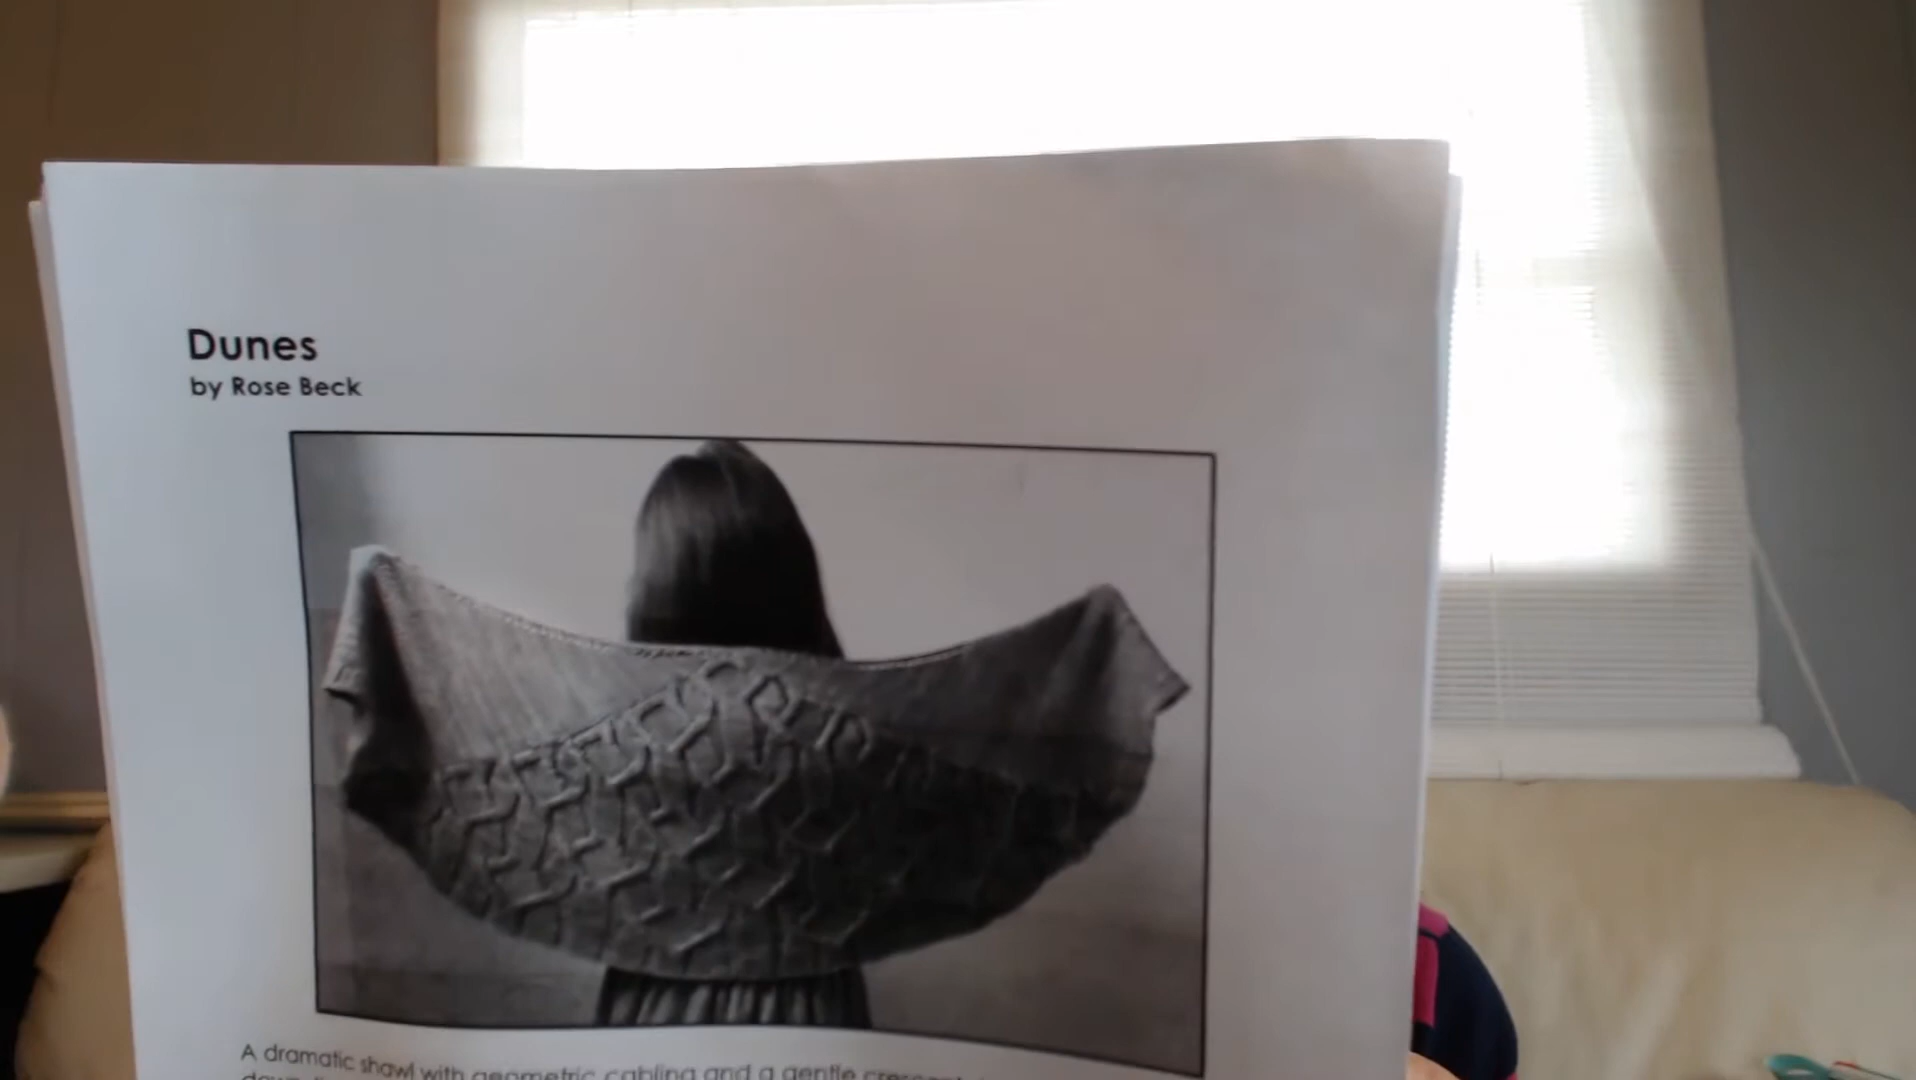 Dunes
by Rose Beck
A dramatic shawl with geometric cabling and a gentle